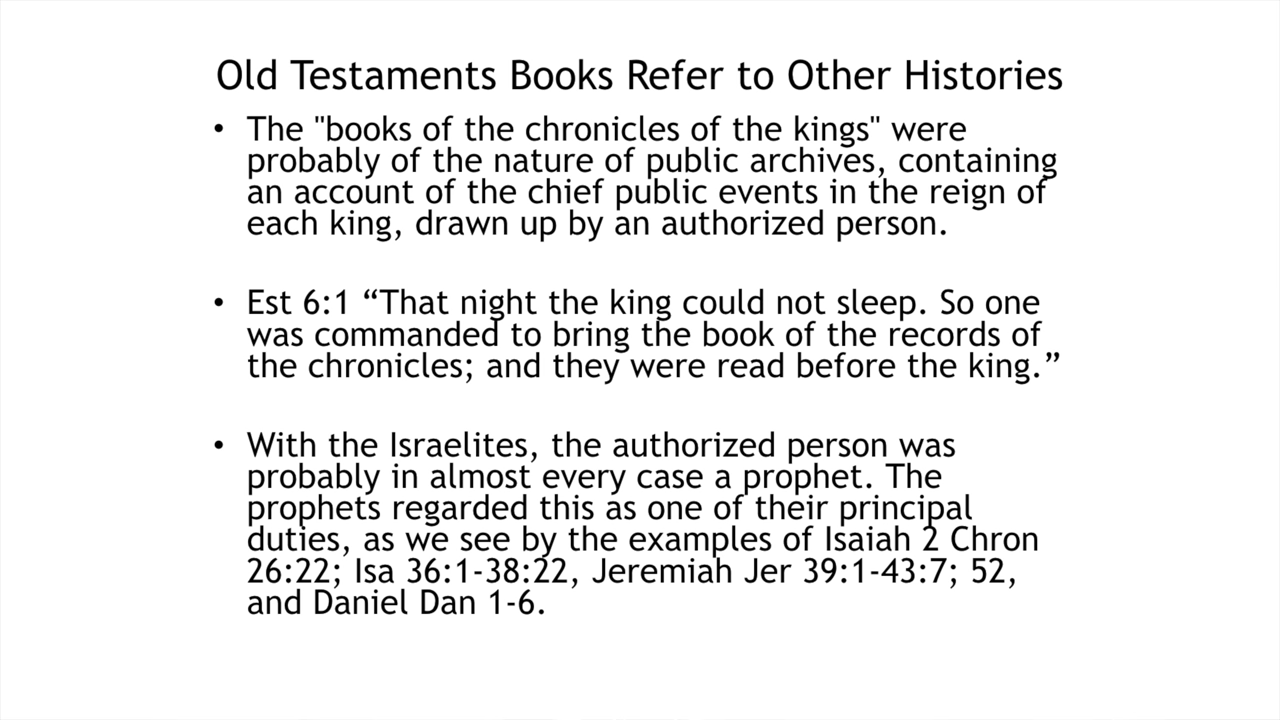 Old Testaments Books Refer to Other Histories
• The "books of the chronicles of the kings" were
probably of the nature of public archives, containing
an account of the chief public events in the reign of
each king, drawn up by an authorized person.
• Est 6:1 “That night the king could not sleep. So one
was commanded to bring the book of the records of
the chronicles; and they were read before the king.”
• With the Israelites, the authorized person was
probably in almost every case a prophet. The
prophets regarded this as one of their principal
duties, as we see by the examples of Isaiah 2 Chron
26:22; Isa 36:1-38:22, Jeremiah Jer 39:1-43:7; 52,
and Daniel Dan 1-6.